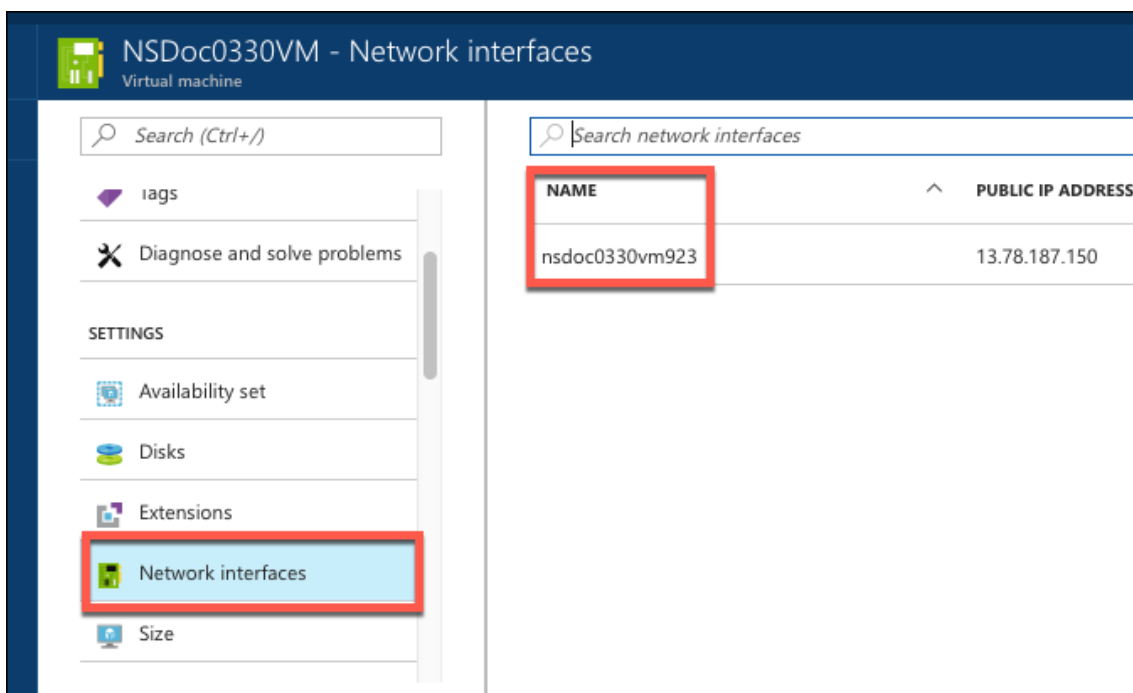 NSDoc0330VM - Network interfaces
Virtual machine
Search (Ctrl+/)
Tags
Diagnose and solve problems
SETTINGS
Availability set
Disks
Extensions
Network interfaces
Size
Search network interfaces
NAME PUBLIC IP ADDRESS
nsdoc0330vm923 13.78.187.150